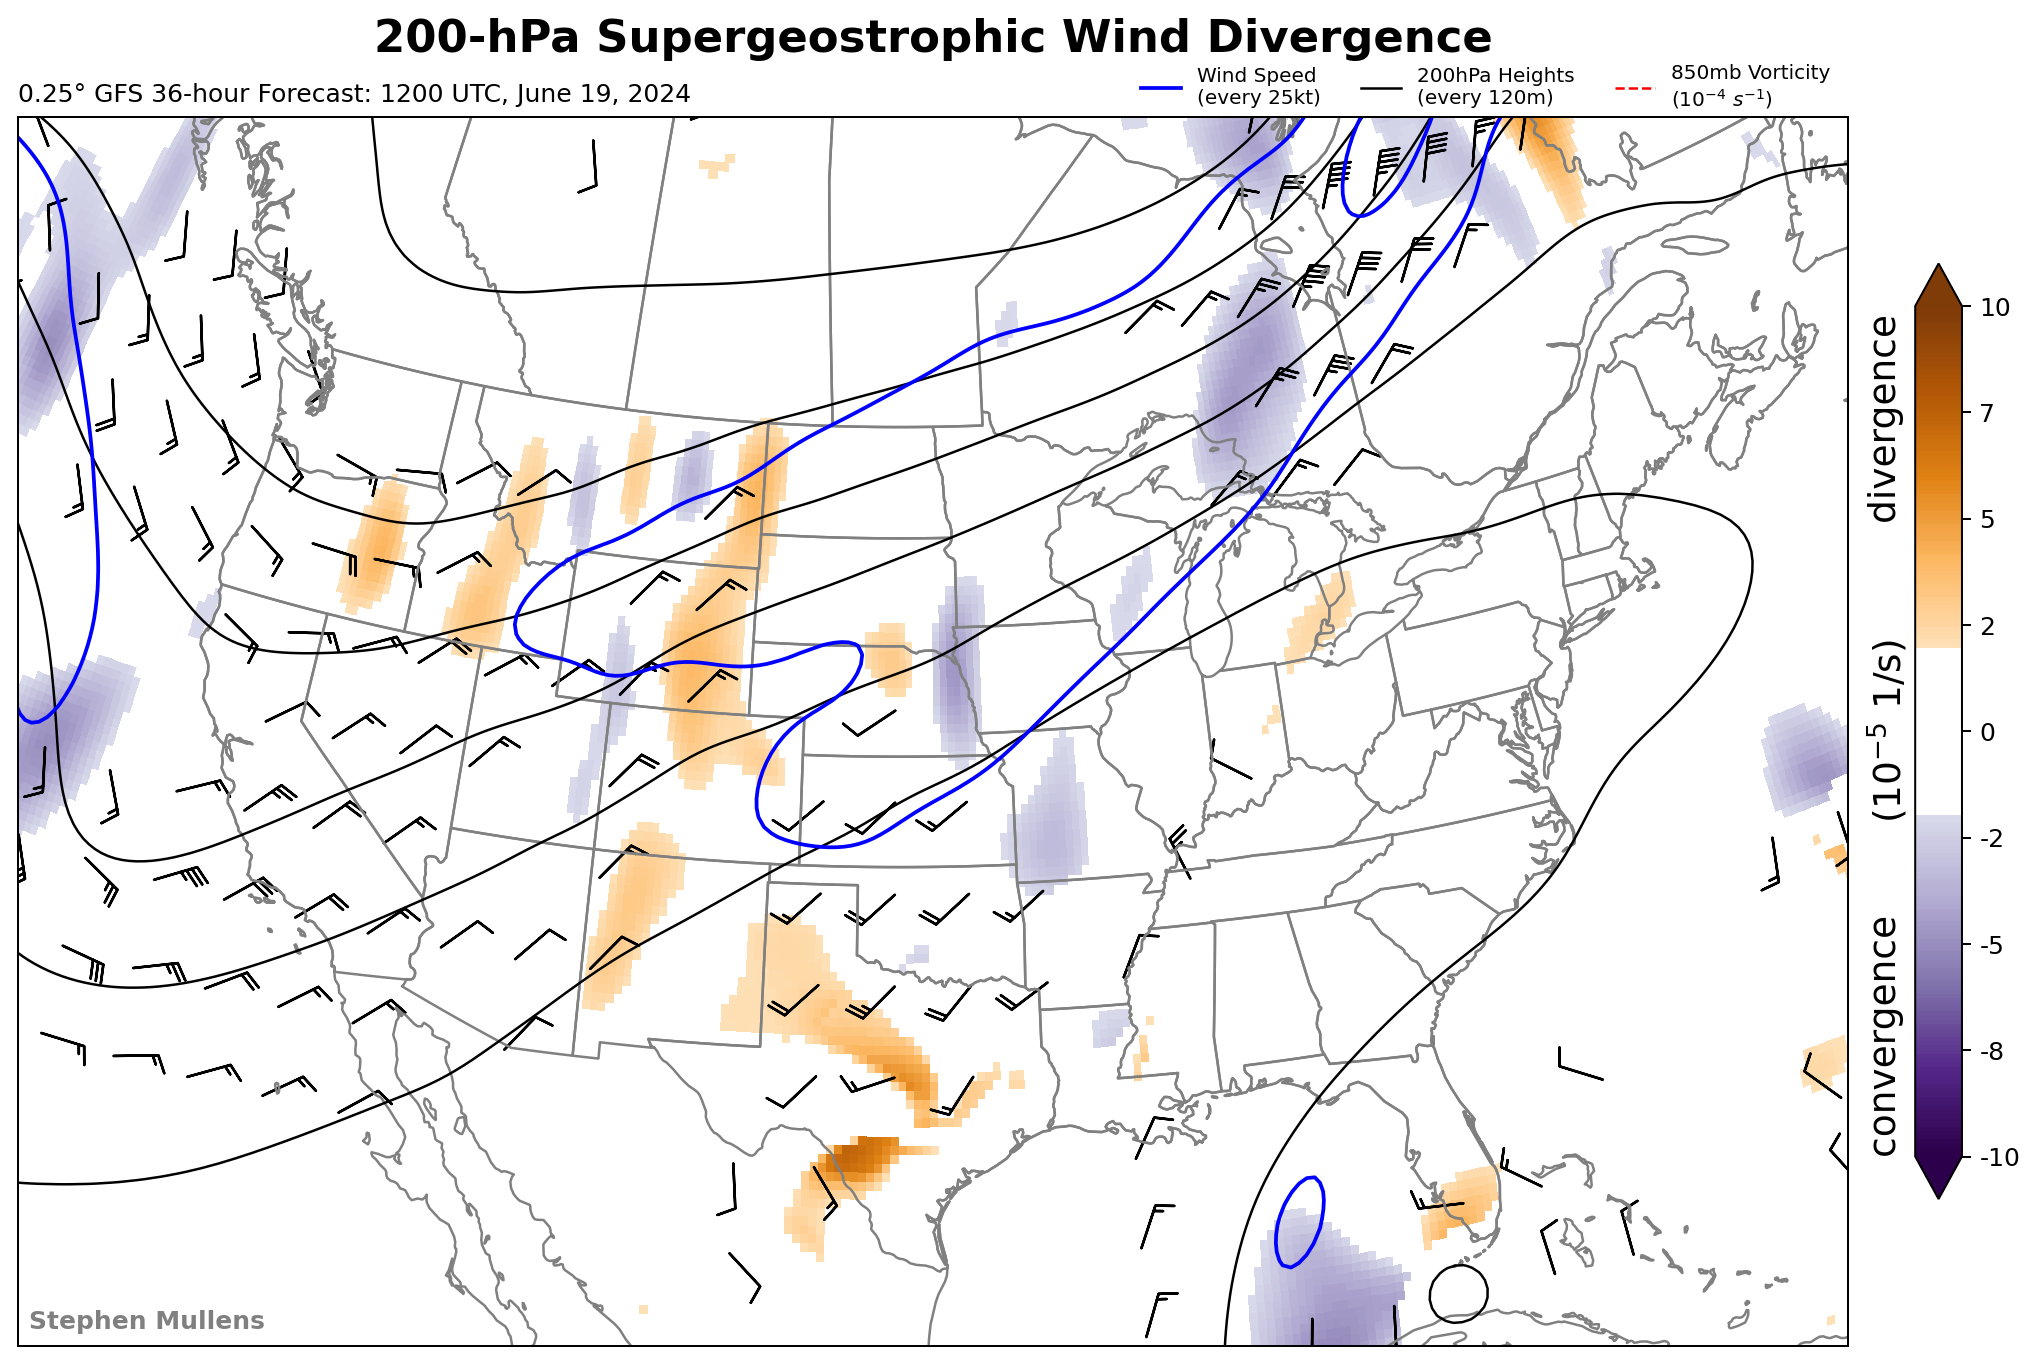 200-hPa Supergeostrophic Wind Divergence
0.25° GFS 36-hour Forecast: 1200 UTC, June 19, 2024
Wind Speed
(every 25kt)
200hPa Heights
(every 120m)
850mb Vorticity
(10⁻⁴ s⁻¹)
10
7
5
2
0
-2
-5
-8
-10
convergence (10⁻⁵ 1/s) divergence
Stephen Mullens